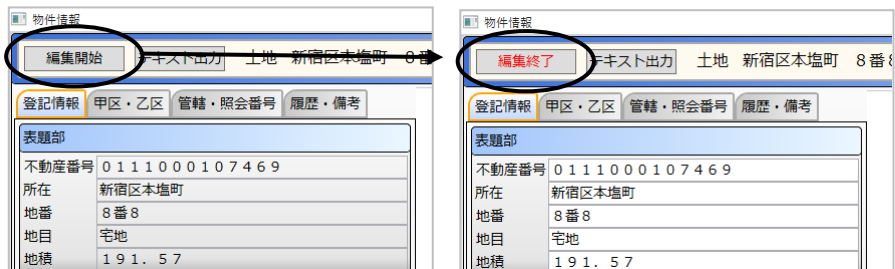 物件情報
編集開始 テキスト出力 土地 新宿区本塩町 8番
登記情報 甲区・乙区 管轄・照会番号 履歴・備考
表題部
不動産番号 0111000107469
所在 新宿区本塩町
地番 8番8
地目 宅地
地積 191.57
物件情報
編集終了 テキスト出力 土地 新宿区本塩町 8番8
登記情報 甲区・乙区 管轄・照会番号 履歴・備考
表題部
不動産番号 0111000107469
所在 新宿区本塩町
地番 8番8
地目 宅地
地積 191.57